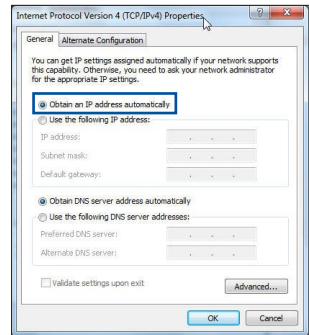 Internet Protocol Version 4 (TCP/IPv4) Properties
General
Alternate Configuration
You can get IP settings assigned automatically if your network supports
this capability. Otherwise, you need to ask your network administrator
for the appropriate IP settings.
Obtain an IP address automatically
Use the following IP address:
IP address:
Subnet mask:
Default gateway:
Obtain DNS server address automatically
Use the following DNS server addresses:
Preferred DNS server:
Alternate DNS server:
Validate settings upon exit
Advanced...
OK
Cancel